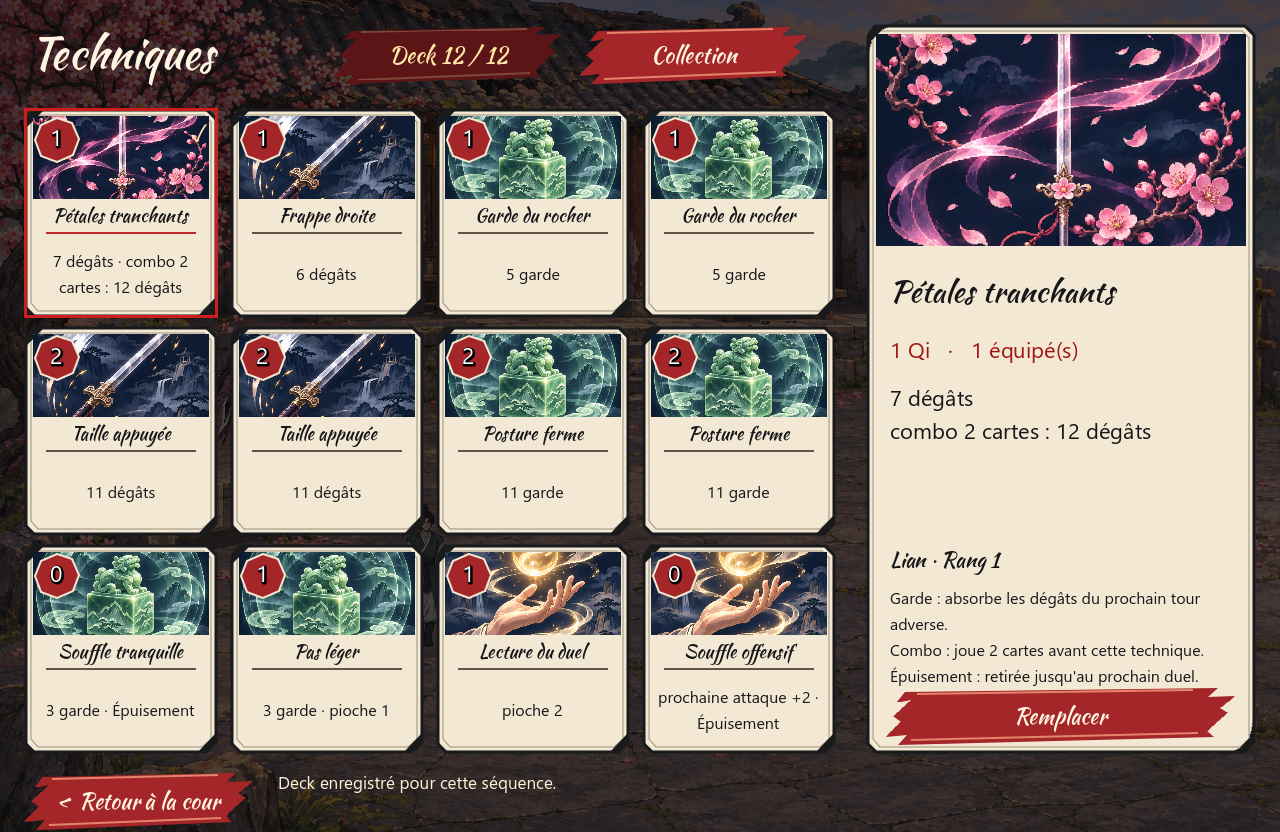 Techniques
Deck 12 / 12
Collection
1
Pétales tranchants
7 dégâts · combo 2
cartes : 12 dégâts
1
Frappe droite
6 dégâts
1
Garde du rocher
5 garde
1
Garde du rocher
5 garde
2
Taille appuyée
11 dégâts
2
Taille appuyée
11 dégâts
2
Posture ferme
11 garde
2
Posture ferme
11 garde
0
Souffle tranquille
3 garde · Épuisement
1
Pas léger
3 garde · pioche 1
1
Lecture du duel
pioche 2
0
Souffle offensif
prochaine attaque +2 ·
Épuisement
Pétales tranchants
1 Qi · 1 équipé(s)
7 dégâts
combo 2 cartes : 12 dégâts
Lian · Rang 1
Garde : absorbe les dégâts du prochain tour
adverse.
Combo : joue 2 cartes avant cette technique.
Épuisement : retirée jusqu'au prochain duel.
Remplacer
< Retour à la cour
Deck enregistré pour cette séquence.